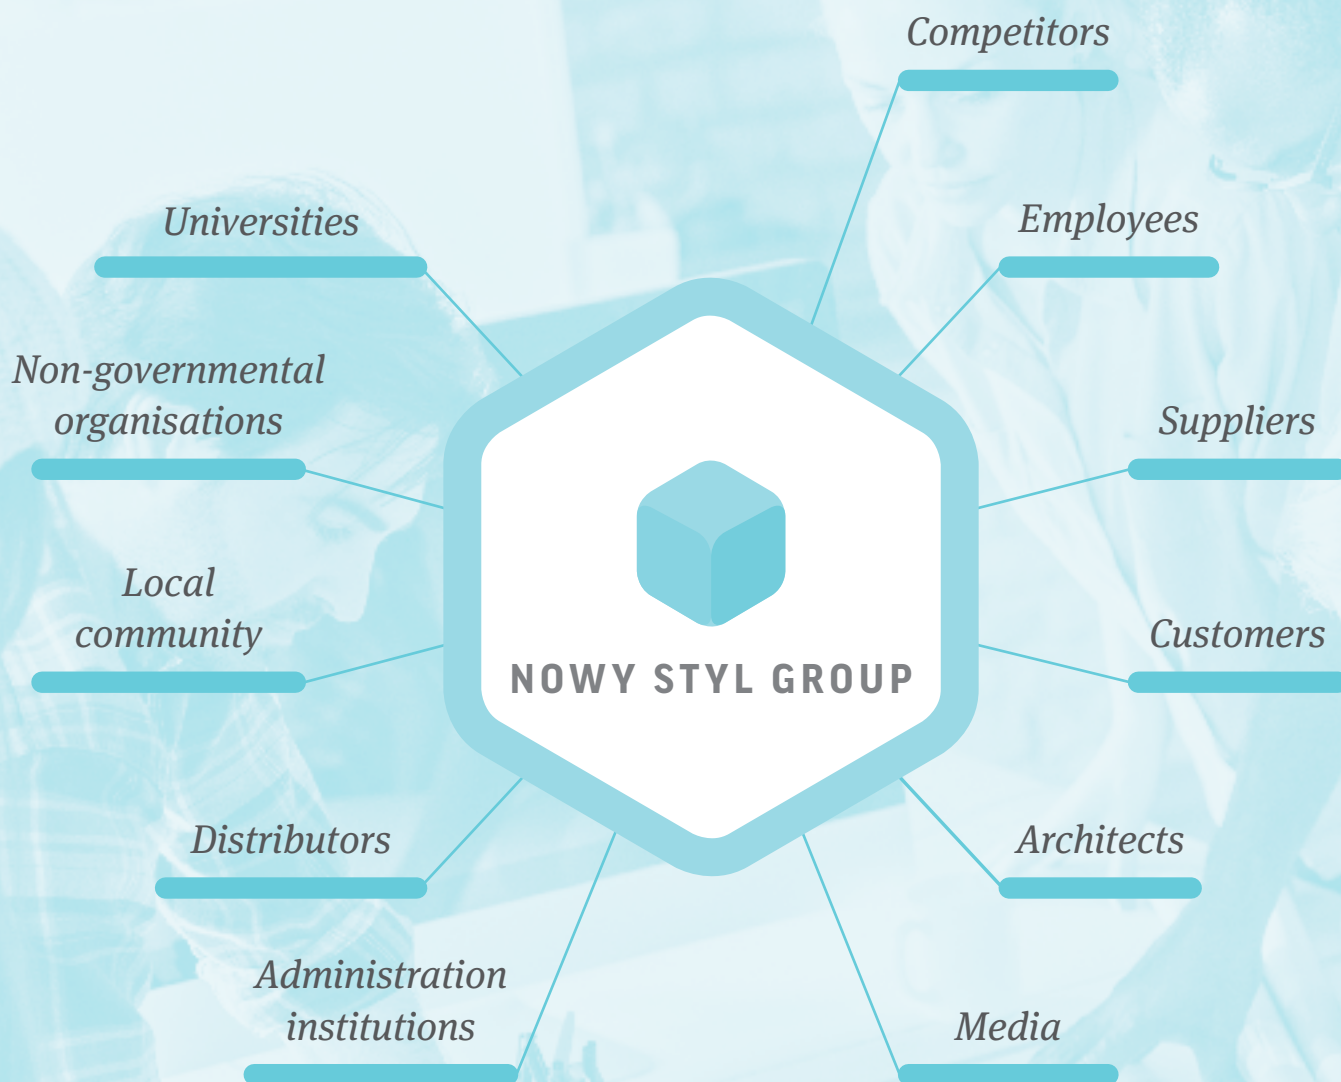 Competitors
Universities
Employees
Non-governmental
organisations
Suppliers
Local
community
Customers
NOWY STYL GROUP
Distributors
Architects
Administration
institutions
Media